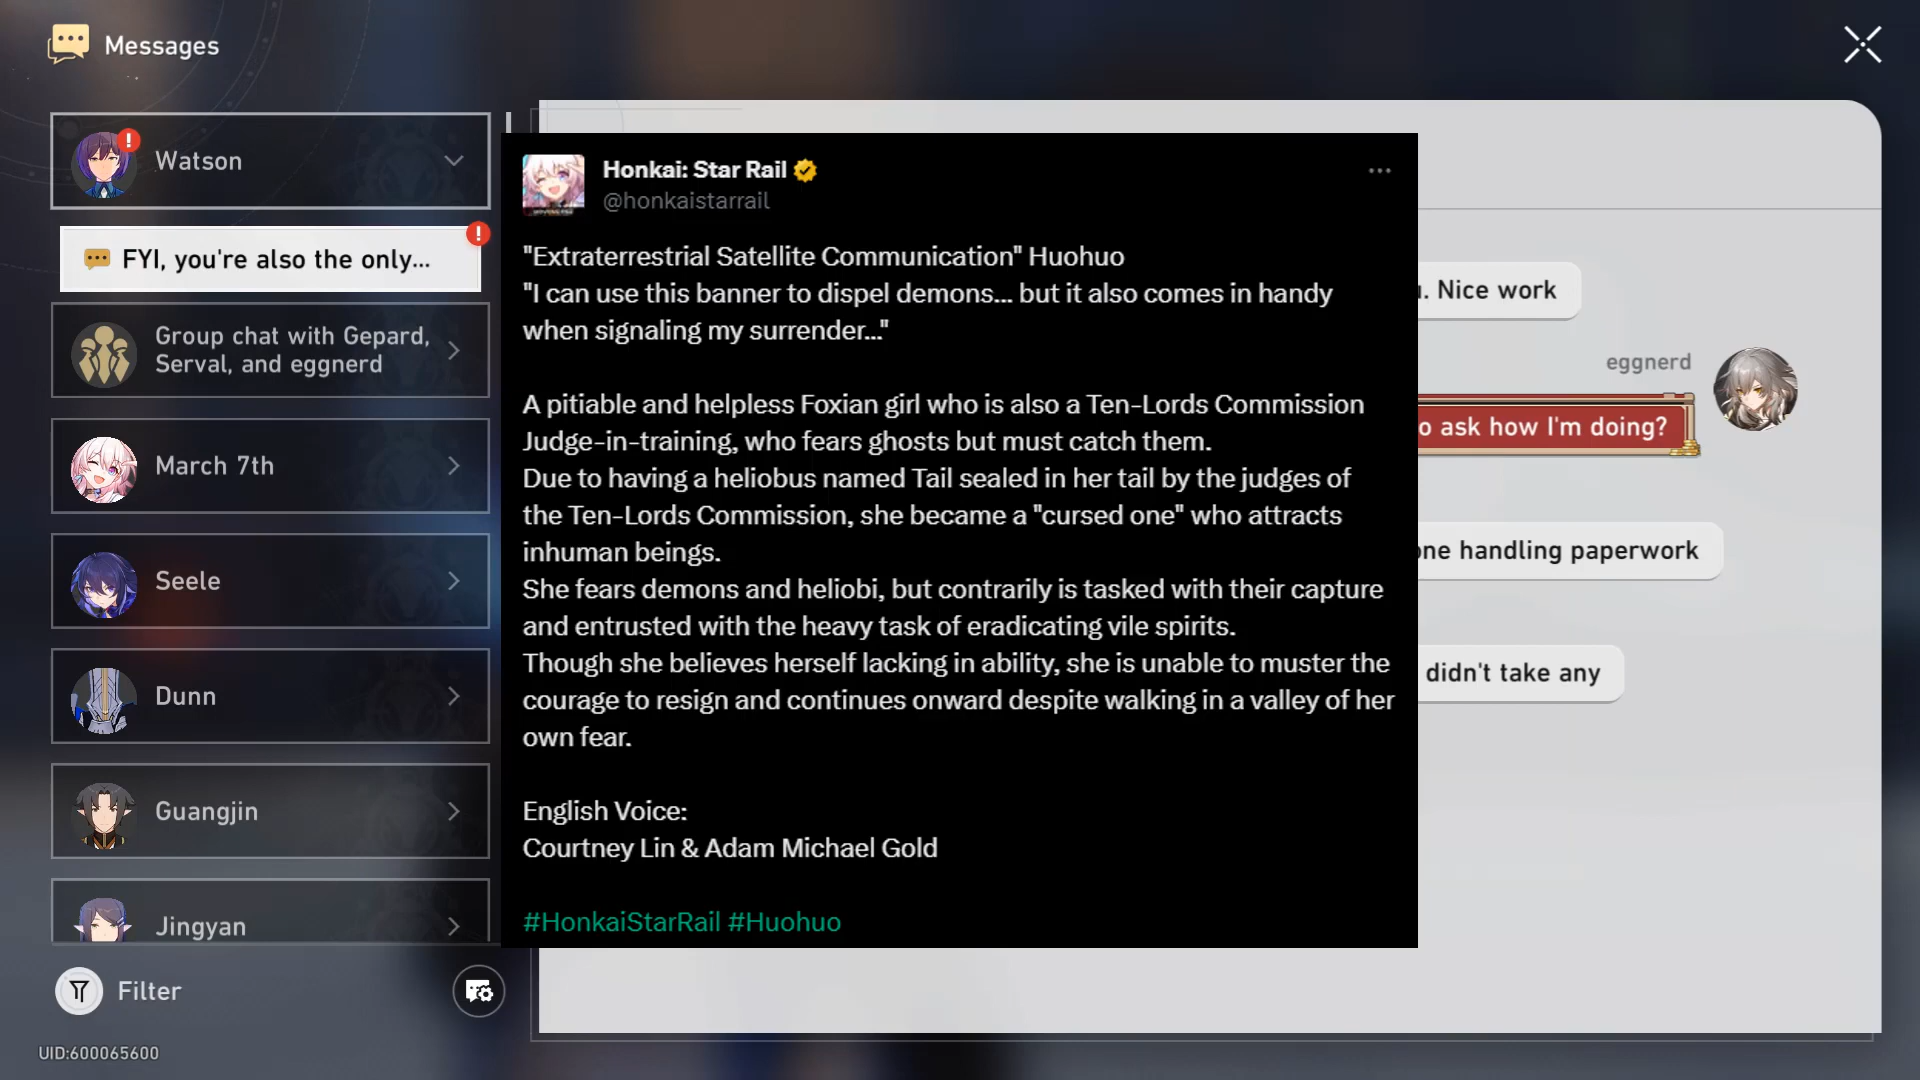 Messages
Watson
FYI, you're also the only...
Group chat with Gepard,
Serval, and eggnerd
March 7th
Seele
Dunn
Guangjin
Jingyan
Filter
UID:600065600
Honkai: Star Rail
@honkaistarrail
"Extraterrestrial Satellite Communication" Huohuo
"I can use this banner to dispel demons... but it also comes in handy
when signaling my surrender..."
A pitiable and helpless Foxian girl who is also a Ten-Lords Commission
Judge-in-training, who fears ghosts but must catch them.
Due to having a heliobus named Tail sealed in her tail by the judges of
the Ten-Lords Commission, she became a "cursed one" who attracts
inhuman beings.
She fears demons and heliobi, but contrarily is tasked with their capture
and entrusted with the heavy task of eradicating vile spirits.
Though she believes herself lacking in ability, she is unable to muster the
courage to resign and continues onward despite walking in a valley of her
own fear.
English Voice:
Courtney Lin & Adam Michael Gold
#HonkaiStarRail #Huohuo
. Nice work
eggnerd
ask how I'm doing?
handling paperwork
didn't take any